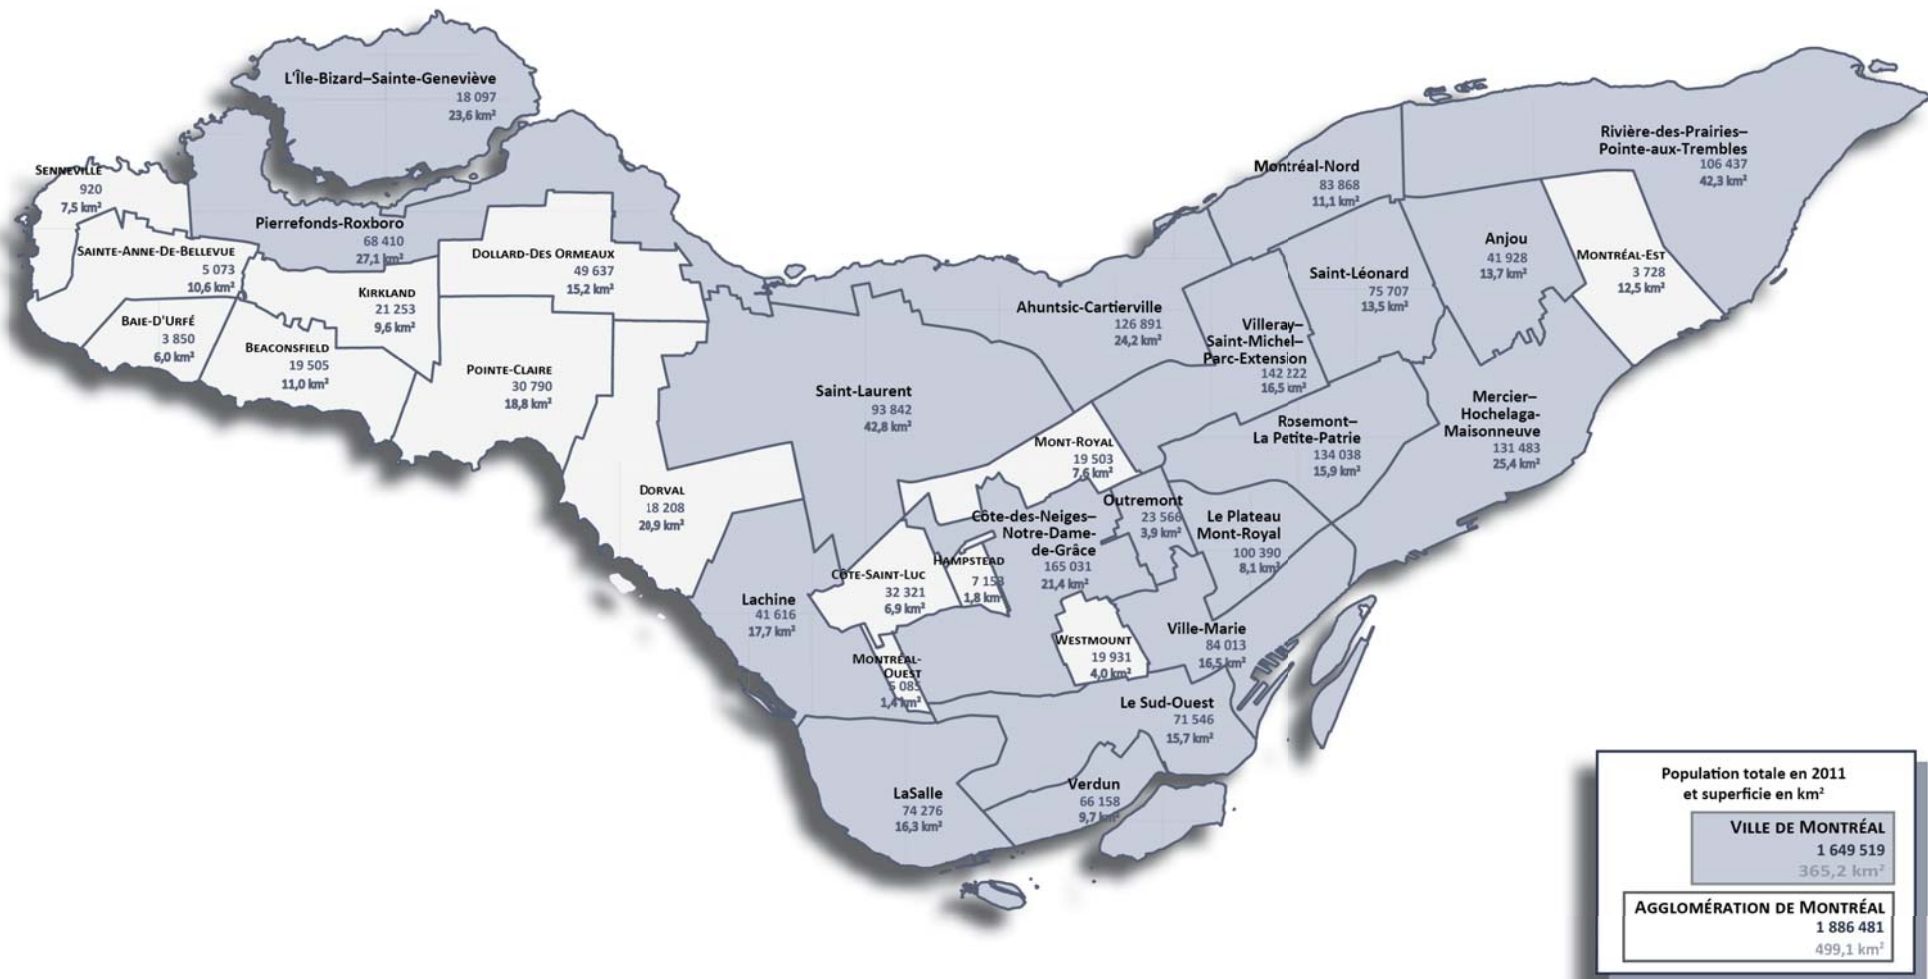 L'Île-Bizard–Sainte-Geneviève
18 097
23,6 km²
SENNEVILLE
920
7,5 km²
Pierrefonds-Roxboro
68 410
27,1 km²
SAINTE-ANNE-DE-BELLEVUE
5 073
10,6 km²
BAIE-D'URFÉ
3 850
6,0 km²
BEACONSFIELD
19 505
11,0 km²
KIRKLAND
21 253
9,6 km²
DOLLARD-DES ORMEAUX
49 637
15,2 km²
POINTE-CLAIRE
30 790
18,8 km²
DORVAL
18 208
20,9 km²
Saint-Laurent
93 842
42,8 km²
Ahuntsic-Cartierville
126 891
24,2 km²
Montréal-Nord
83 868
11,1 km²
Rivière-des-Prairies–
Pointe-aux-Trembles
106 437
42,3 km²
Anjou
41 928
13,7 km²
MONTRÉAL-EST
3 728
12,5 km²
Saint-Léonard
75 707
13,5 km²
Villeray–
Saint-Michel–
Parc-Extension
142 222
16,5 km²
Mercier–
Hochelaga-
Maisonneuve
131 483
25,4 km²
Rosemont–
La Petite-Patrie
134 038
15,9 km²
MONT-ROYAL
19 503
7,6 km²
Outremont
23 566
3,9 km²
Le Plateau
Mont-Royal
100 390
8,1 km²
Côte-des-Neiges–
Notre-Dame-
de-Grâce
165 031
21,4 km²
HAMPSTEAD
7 153
1,8 km²
CÔTE-SAINT-LUC
32 321
6,9 km²
Lachine
41 616
17,7 km²
MONTRÉAL-
OUEST
5 085
1,4 km²
WESTMOUNT
19 931
4,0 km²
Ville-Marie
84 013
16,5 km²
Le Sud-Ouest
71 546
15,7 km²
Verdun
66 158
9,7 km²
LaSalle
74 276
16,3 km²
Population totale en 2011
et superficie en km²
VILLE DE MONTRÉAL
1 649 519
365,2 km²
AGGLOMÉRATION DE MONTRÉAL
1 886 481
499,1 km²